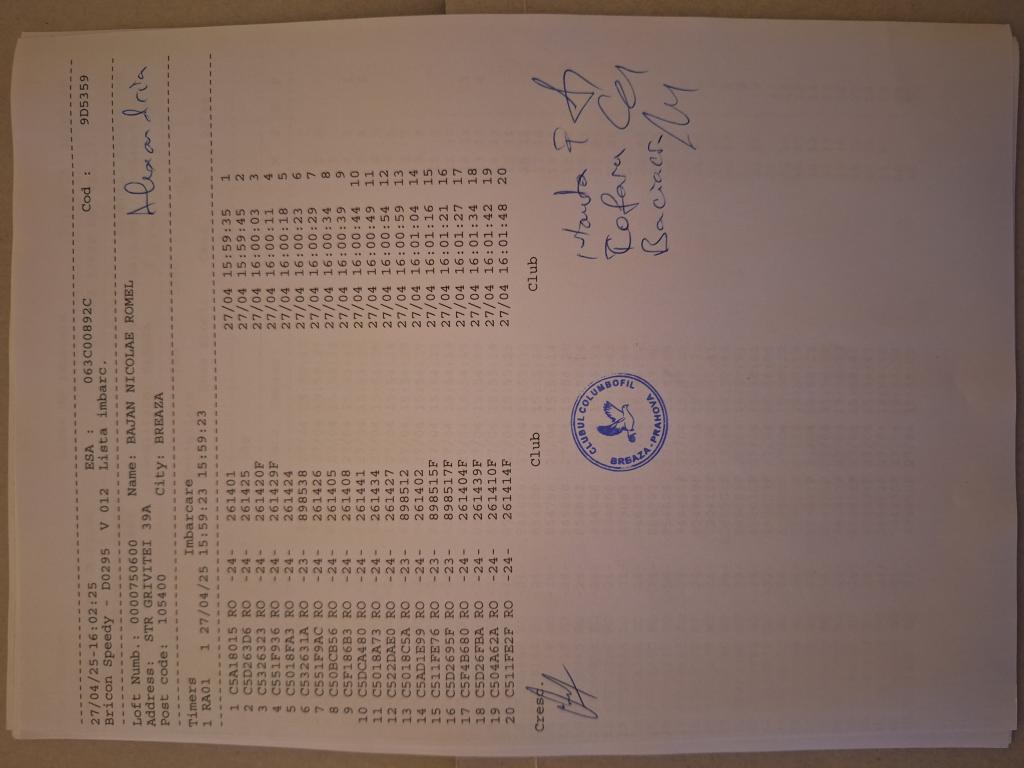 27/04/25-16:02:25 ESA : 063C00892C Cod : 9D5359
Bricon Speedy - D0295 V 012 Lista imbarc.
Loft Numb.: 0000750600 Name: BAJAN NICOLAE ROMEL
Address: STR GRIVITEI 39A
Post code: 105400 City: BREAZA
Alexandria
Timers Imbarcare
1 RA01 1 27/04/25 15:59:23 15:59:23
1 C5A18015 RO -24- 261401 27/04 15:59:35 1
2 C5D263D6 RO -24- 261425 27/04 15:59:45 2
3 C5326323 RO -24- 261420F 27/04 16:00:03 3
4 C551F936 RO -24- 261429F 27/04 16:00:11 4
5 C5018FA3 RO -24- 261424 27/04 16:00:18 5
6 C532631A RO -23- 898538 27/04 16:00:23 6
7 C551F9AC RO -24- 261426 27/04 16:00:29 7
8 C50BCB56 RO -24- 261405 27/04 16:00:34 8
9 C5F186B3 RO -24- 261408 27/04 16:00:39 9
10 C5DCA480 RO -24- 261441 27/04 16:00:44 10
11 C5018A73 RO -24- 261434 27/04 16:00:49 11
12 C522DAE0 RO -24- 261427 27/04 16:00:54 12
13 C5018C5A RO -23- 898512 27/04 16:00:59 13
14 C5AD1E99 RO -24- 261402 27/04 16:01:04 14
15 C511FE76 RO -23- 898515F 27/04 16:01:16 15
16 C5D2695F RO -23- 898517F 27/04 16:01:21 16
17 C5F4B680 RO -24- 261404F 27/04 16:01:27 17
18 C5D26FBA RO -24- 261439F 27/04 16:01:34 18
19 C504A62A RO -24- 261410F 27/04 16:01:42 19
20 C511FE2F RO -24- 261414F 27/04 16:01:48 20
Cresc. Club Club
CLUBUL COLUMBOFIL
BREAZA - PRAHOVA